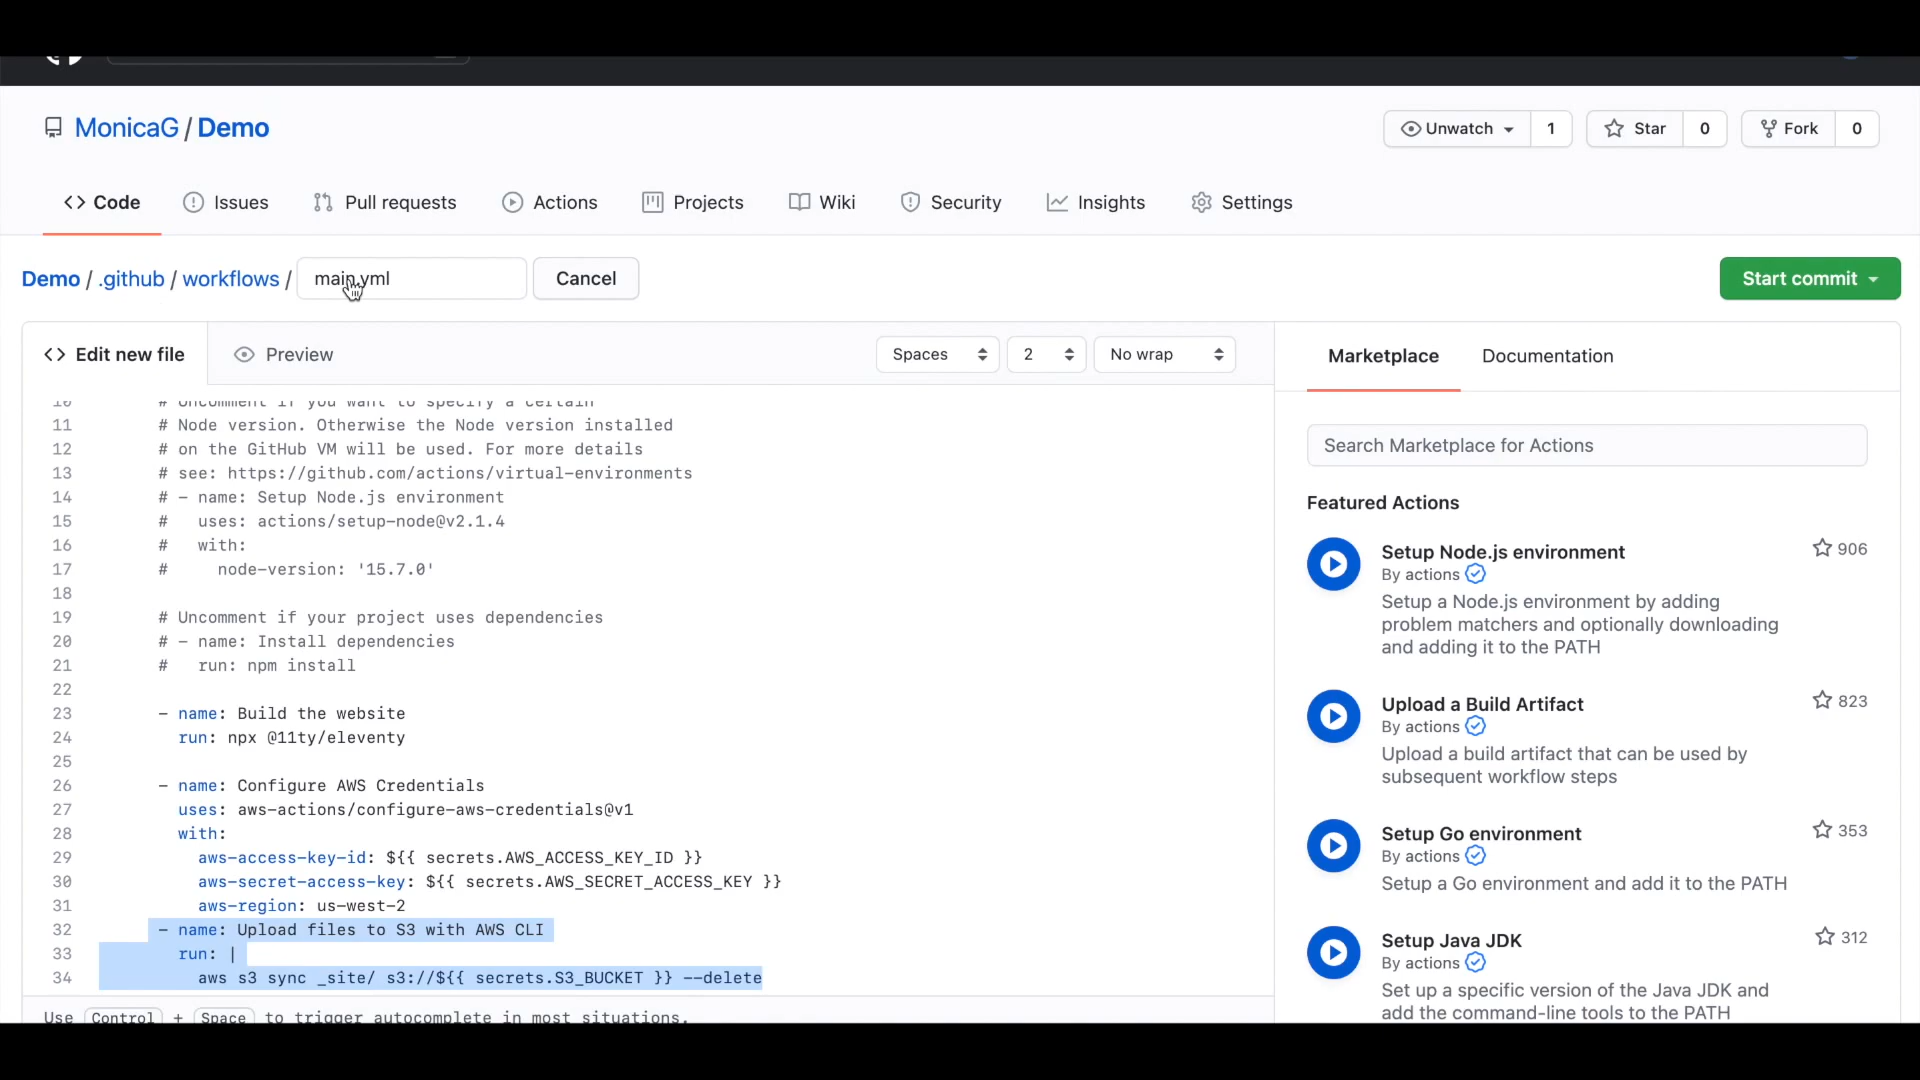 MonicaG / Demo
Unwatch 1 Star 0 Fork 0
Code Issues Pull requests Actions Projects Wiki Security Insights Settings
Demo / .github / workflows / main.yml Cancel Start commit
<> Edit new file Preview Spaces 2 No wrap
Marketplace Documentation
10 # Uncomment if you want to specify a certain
11 # Node version. Otherwise the Node version installed
12 # on the GitHub VM will be used. For more details
13 # see: https://github.com/actions/virtual-environments
14 # - name: Setup Node.js environment
15 #   uses: actions/setup-node@v2.1.4
16 #   with:
17 #     node-version: '15.7.0'
18
19 # Uncomment if your project uses dependencies
20 # - name: Install dependencies
21 #   run: npm install
22
23 - name: Build the website
24   run: npx @11ty/eleventy
25
26 - name: Configure AWS Credentials
27   uses: aws-actions/configure-aws-credentials@v1
28   with:
29     aws-access-key-id: ${{ secrets.AWS_ACCESS_KEY_ID }}
30     aws-secret-access-key: ${{ secrets.AWS_SECRET_ACCESS_KEY }}
31     aws-region: us-west-2
32 - name: Upload files to S3 with AWS CLI
33   run: |
34     aws s3 sync _site/ s3://${{ secrets.S3_BUCKET }} --delete
Use Control + Space to trigger autocomplete in most situations.
Search Marketplace for Actions
Featured Actions
Setup Node.js environment 906
By actions
Setup a Node.js environment by adding
problem matchers and optionally downloading
and adding it to the PATH
Upload a Build Artifact 823
By actions
Upload a build artifact that can be used by
subsequent workflow steps
Setup Go environment 353
By actions
Setup a Go environment and add it to the PATH
Setup Java JDK 312
By actions
Set up a specific version of the Java JDK and
add the command-line tools to the PATH